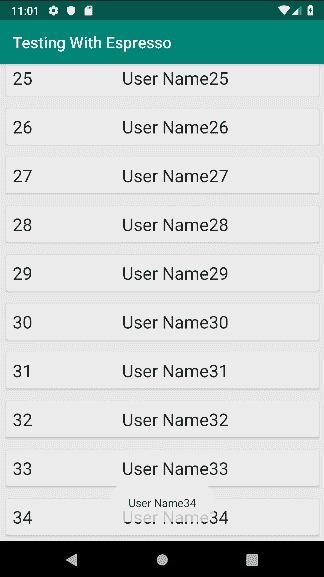 11:01
Testing With Espresso
25 User Name25
26 User Name26
27 User Name27
28 User Name28
29 User Name29
30 User Name30
31 User Name31
32 User Name32
33 User Name33
User Name34
34 User Name34